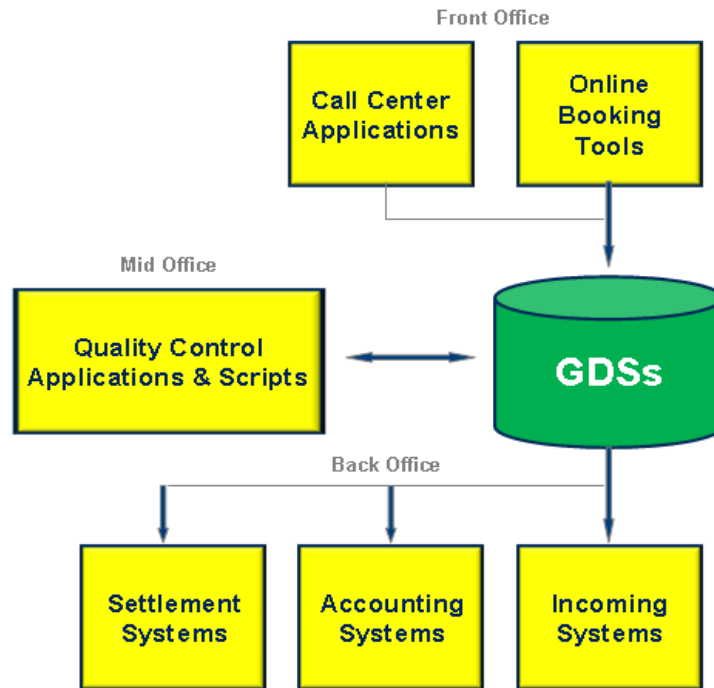 Front Office
Call Center
Applications
Online
Booking
Tools
Mid Office
Quality Control
Applications & Scripts
GDSs
Back Office
Settlement
Systems
Accounting
Systems
Incoming
Systems